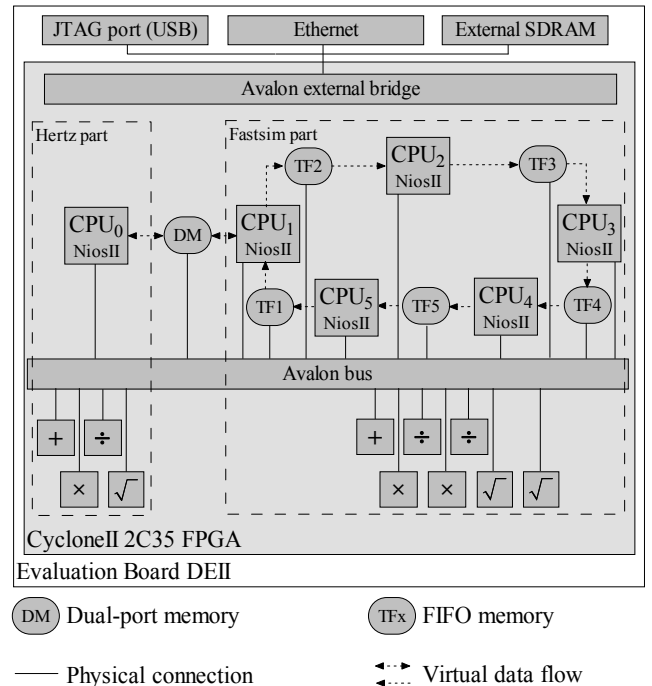 JTAG port (USB)
Ethernet
External SDRAM
Avalon external bridge
Hertz part
Fastsim part
TF2
CPU2
NiosII
TF3
CPU0
NiosII
DM
CPU1
NiosII
CPU3
NiosII
TF1
CPU5
NiosII
TF5
CPU4
NiosII
TF4
Avalon bus
+
÷
+
÷
÷
×
√
×
×
√
√
CycloneII 2C35 FPGA
Evaluation Board DEII
DM Dual-port memory
TFx FIFO memory
Physical connection
Virtual data flow